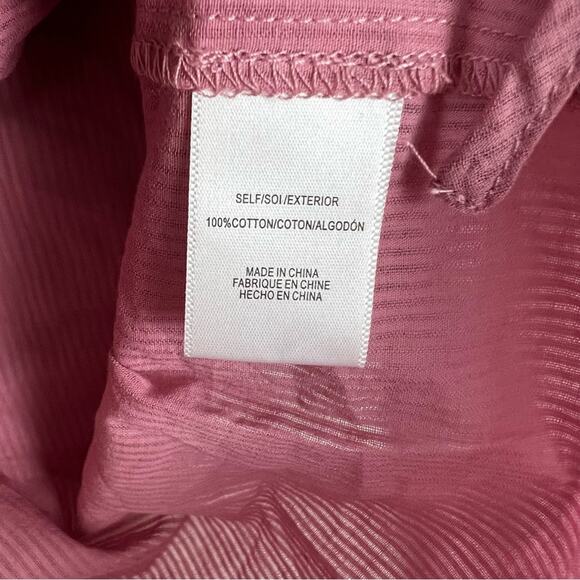 SELF/SOI/EXTERIOR
100%COTTON/COTON/ALGODÓN
MADE IN CHINA
FABRIQUE EN CHINE
HECHO EN CHINA